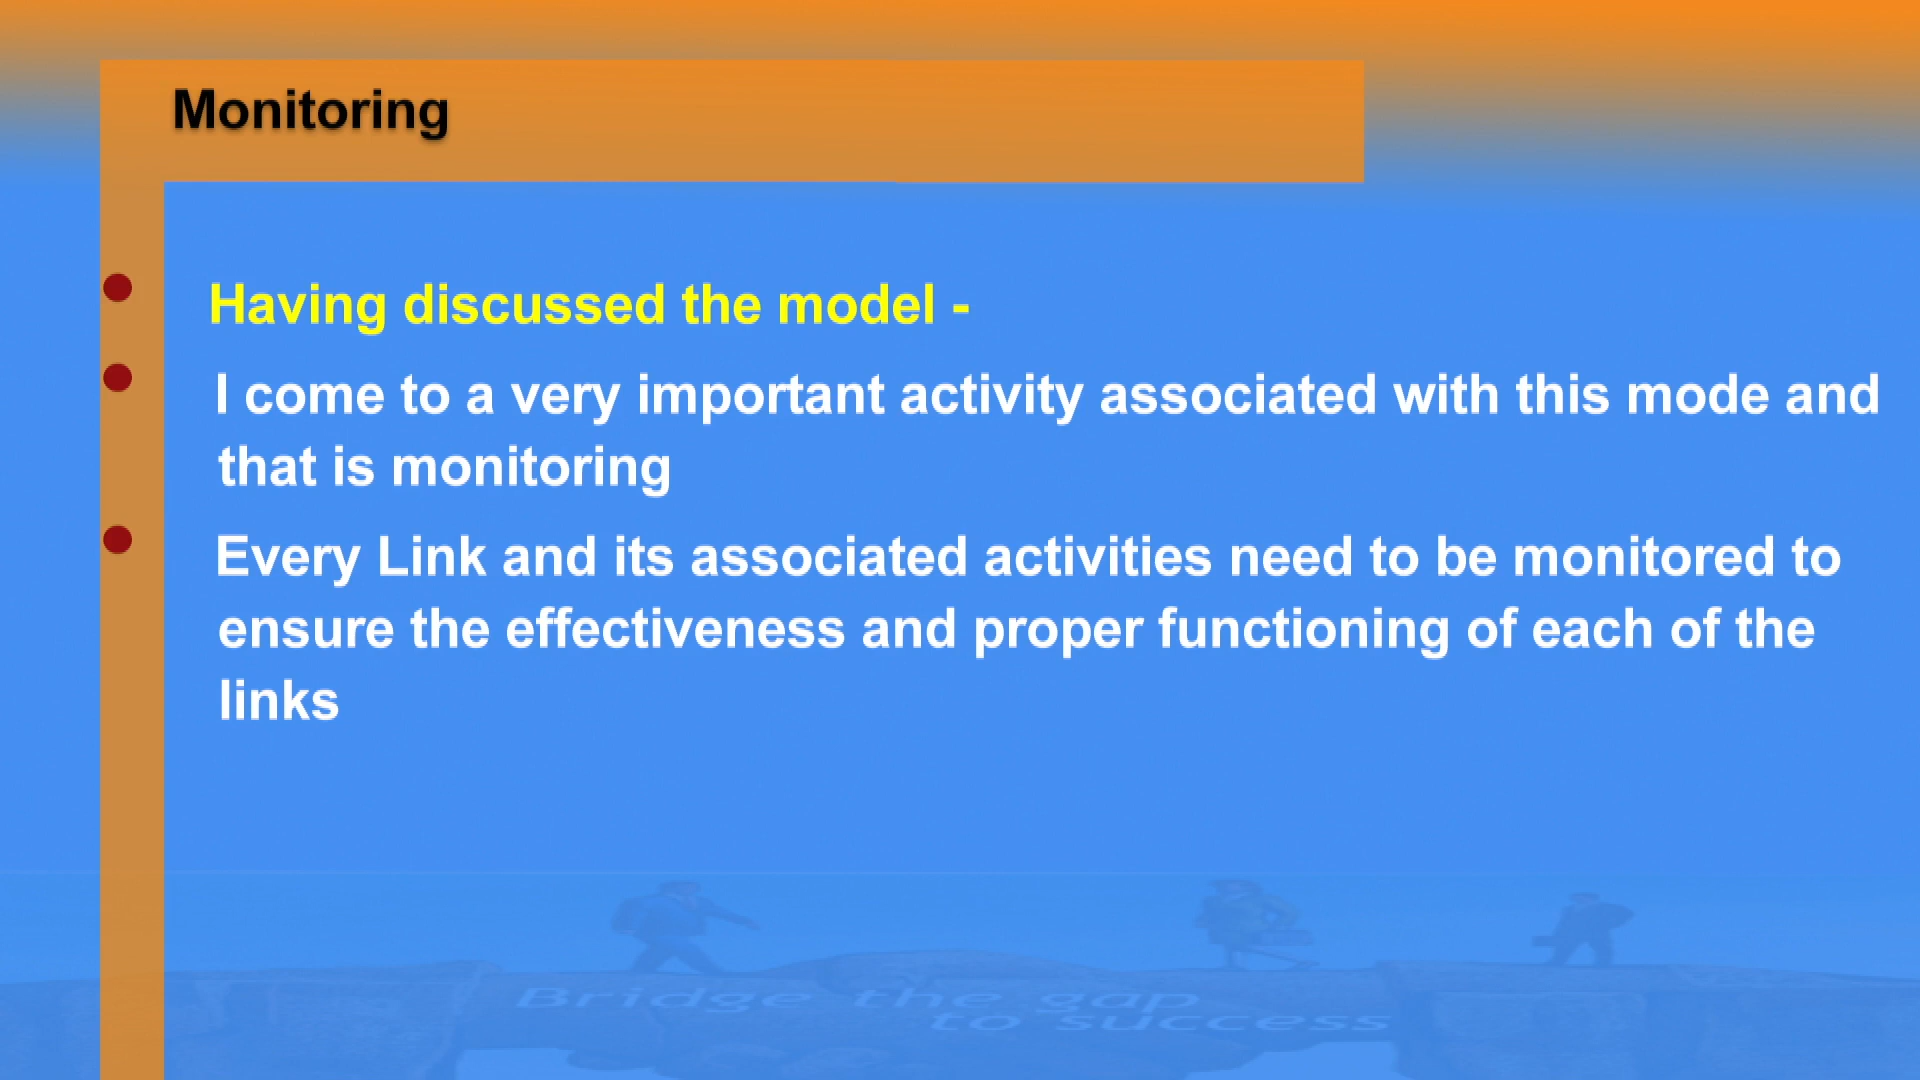 Monitoring
Having discussed the model -
I come to a very important activity associated with this mode and
that is monitoring
Every Link and its associated activities need to be monitored to
ensure the effectiveness and proper functioning of each of the
links
Bridge the gap
to success